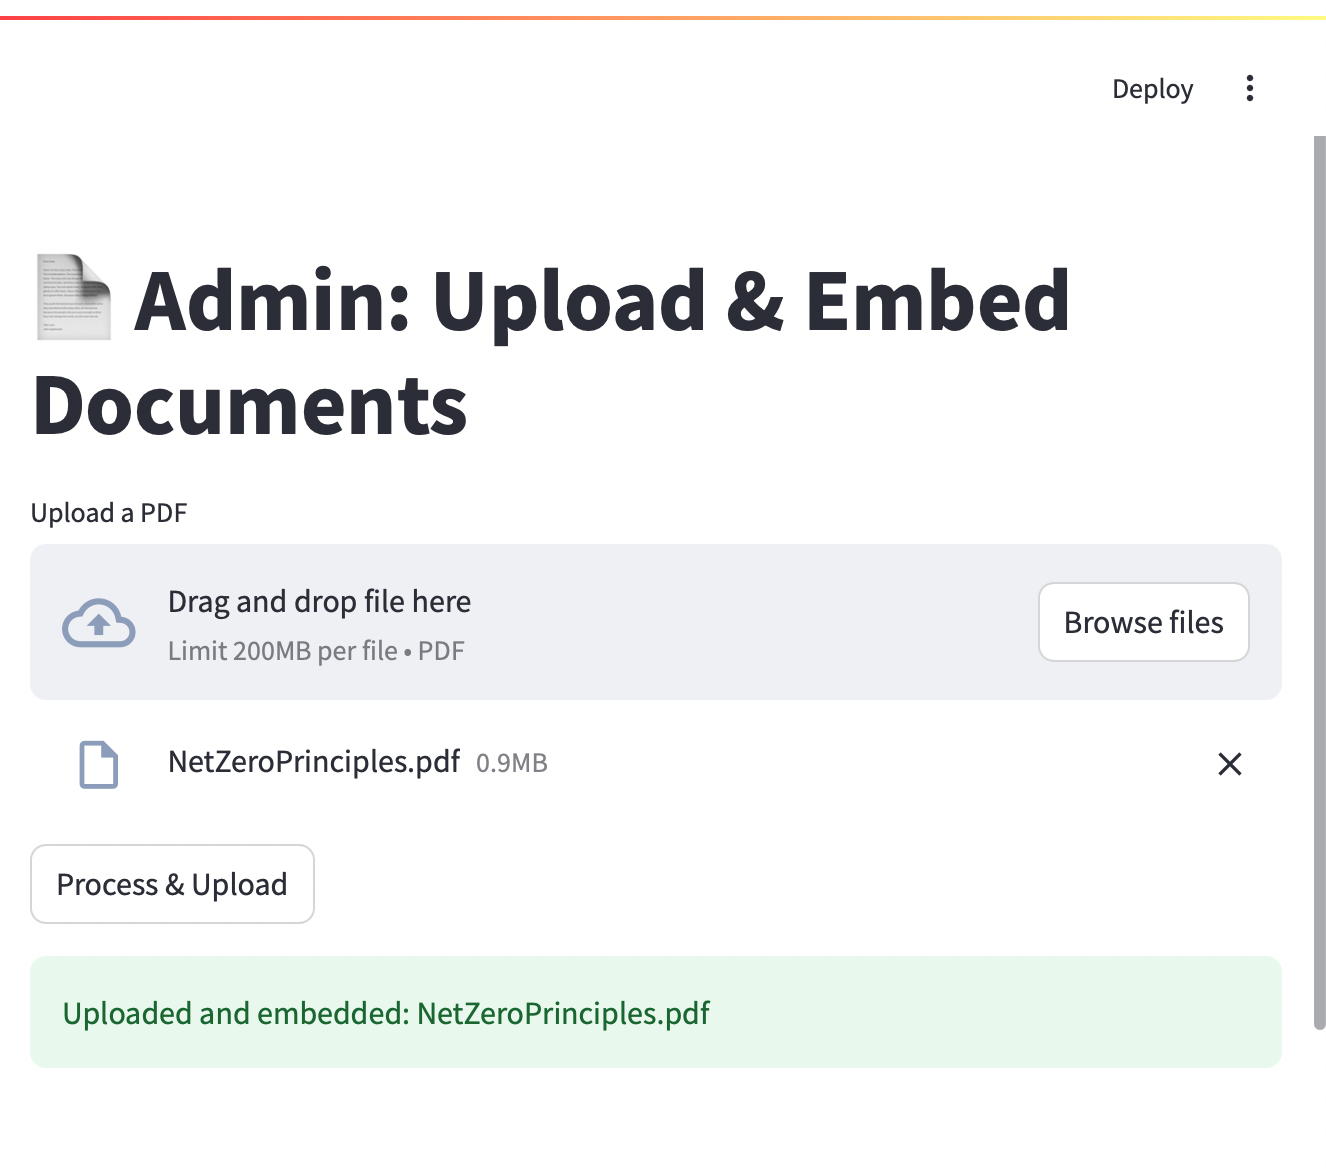 Deploy
Admin: Upload & Embed
Documents
Upload a PDF
Drag and drop file here
Limit 200MB per file • PDF
Browse files
NetZeroPrinciples.pdf 0.9MB
Process & Upload
Uploaded and embedded: NetZeroPrinciples.pdf